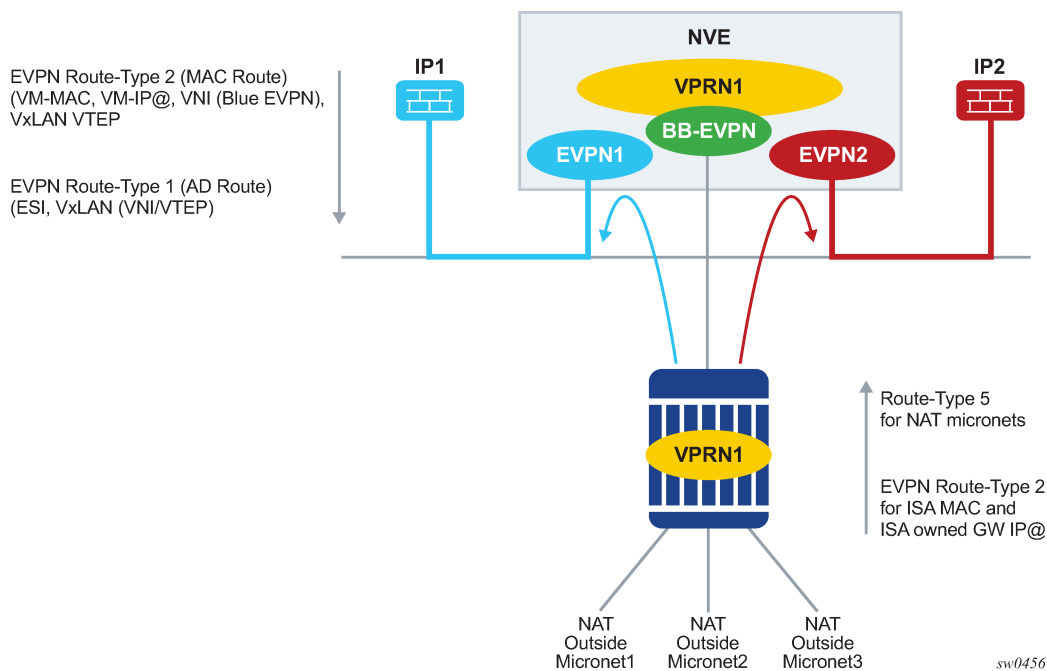 NVE
IP1
VPRN1
IP2
EVPN Route-Type 2 (MAC Route)
(VM-MAC, VM-IP@, VNI (Blue EVPN),
VxLAN VTEP
BB-EVPN
EVPN1
EVPN2
EVPN Route-Type 1 (AD Route)
(ESI, VxLAN (VNI/VTEP)
Route-Type 5
for NAT micronets
VPRN1
EVPN Route-Type 2
for ISA MAC and
ISA owned GW IP@
NAT
Outside
Micronet1
NAT
Outside
Micronet2
NAT
Outside
Micronet3
sw0456